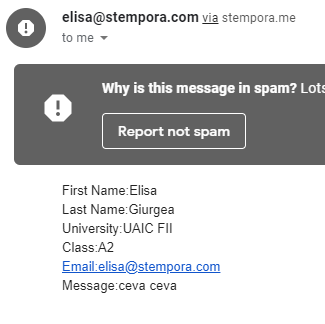 elisa@stempora.com via stempora.me
to me
Why is this message in spam? Lots
Report not spam
First Name:Elisa
Last Name:Giurgea
University:UAIC FII
Class:A2
Email:elisa@stempora.com
Message:ceva ceva